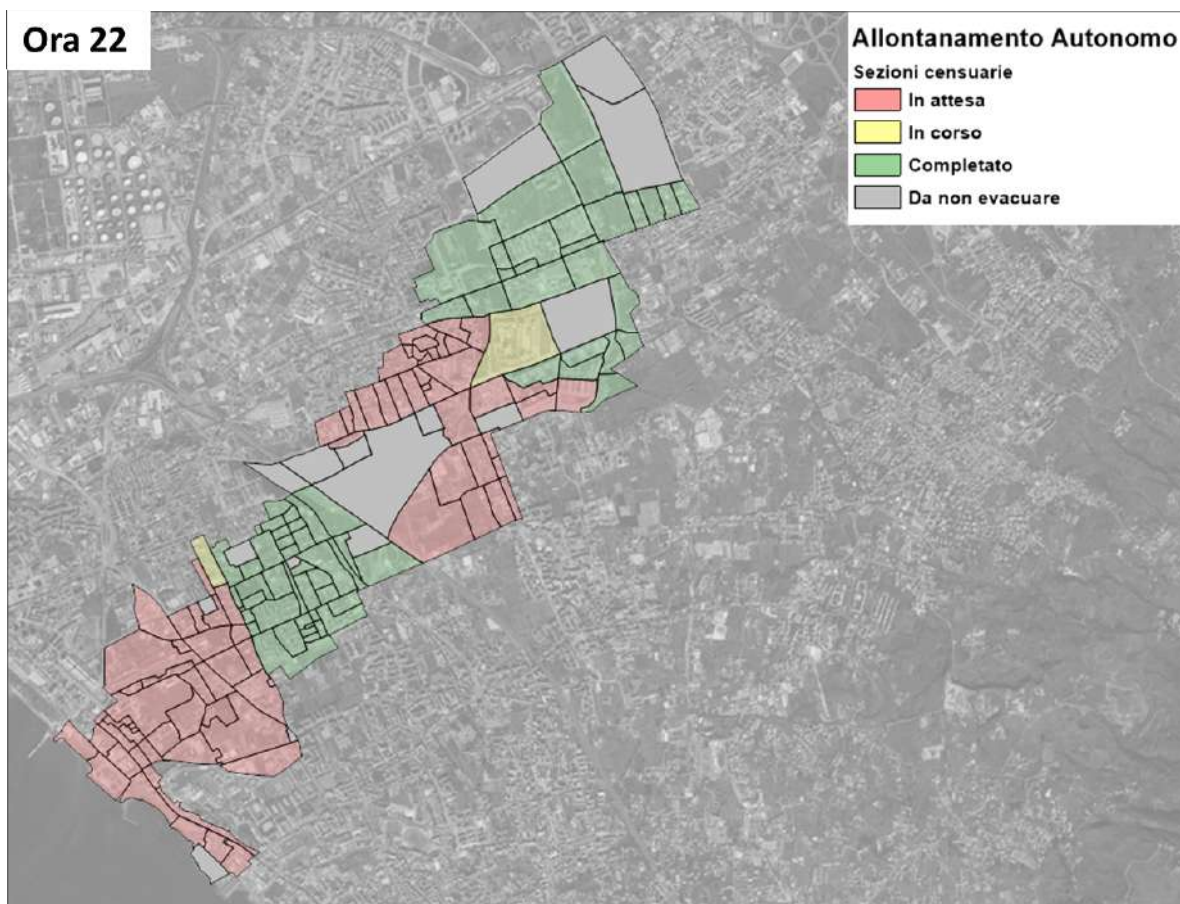 Ora 22
Allontanamento Autonomo
Sezioni censuarie
In attesa
In corso
Completato
Da non evacuare